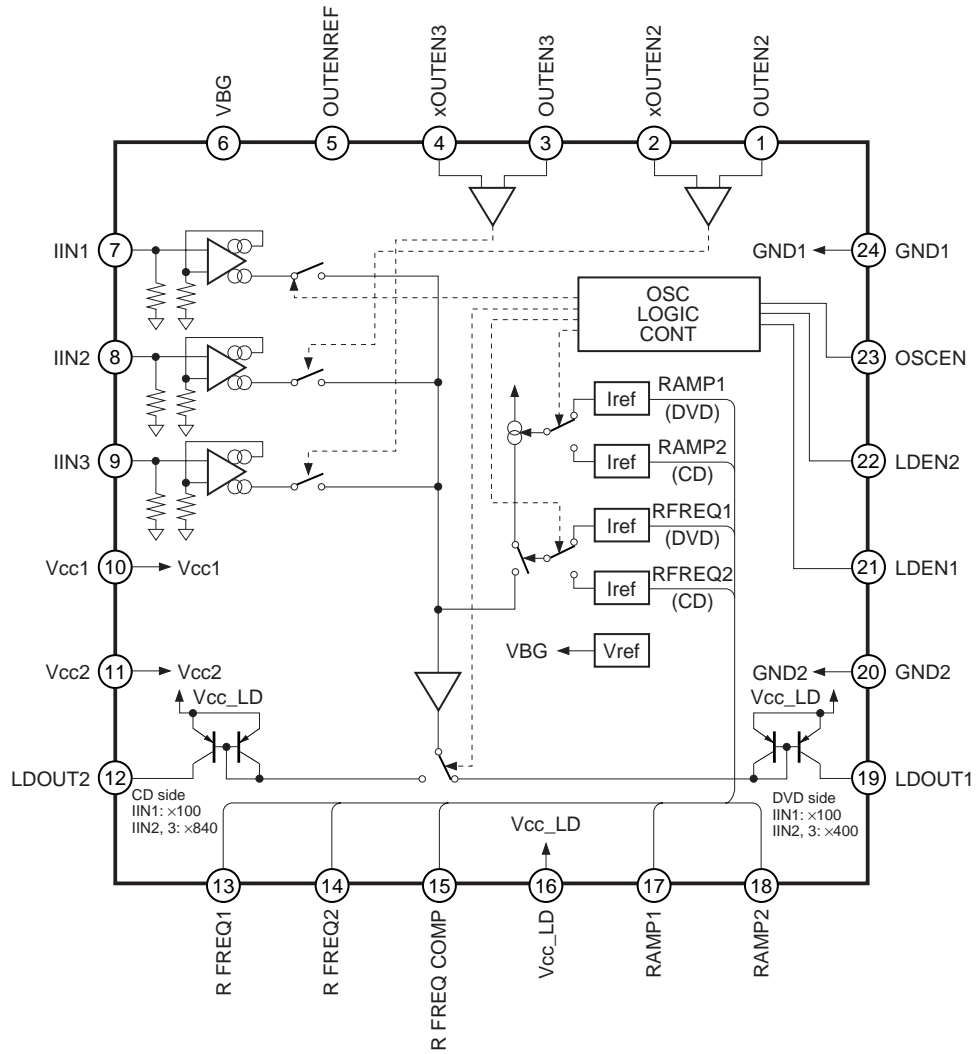 VBG
OUTENREF
xOUTEN3
OUTEN3
xOUTEN2
OUTEN2
6
5
4
3
2
1
IIN1
7
GND1
24
GND1
OSC
LOGIC
CONT
IIN2
8
23
OSCEN
Iref
RAMP1
(DVD)
IIN3
9
Iref
RAMP2
(CD)
22
LDEN2
Iref
RFREQ1
(DVD)
10
Vcc1
Vcc1
21
LDEN1
Iref
RFREQ2
(CD)
VBG
Vref
Vcc2
11
Vcc2
GND2
20
GND2
Vcc_LD
Vcc_LD
LDOUT2
12
19
LDOUT1
CD side
IIN1: ×100
IIN2, 3: ×840
DVD side
IIN1: ×100
IIN2, 3: ×400
Vcc_LD
13
14
15
16
17
18
R FREQ1
R FREQ2
R FREQ COMP
Vcc_LD
RAMP1
RAMP2